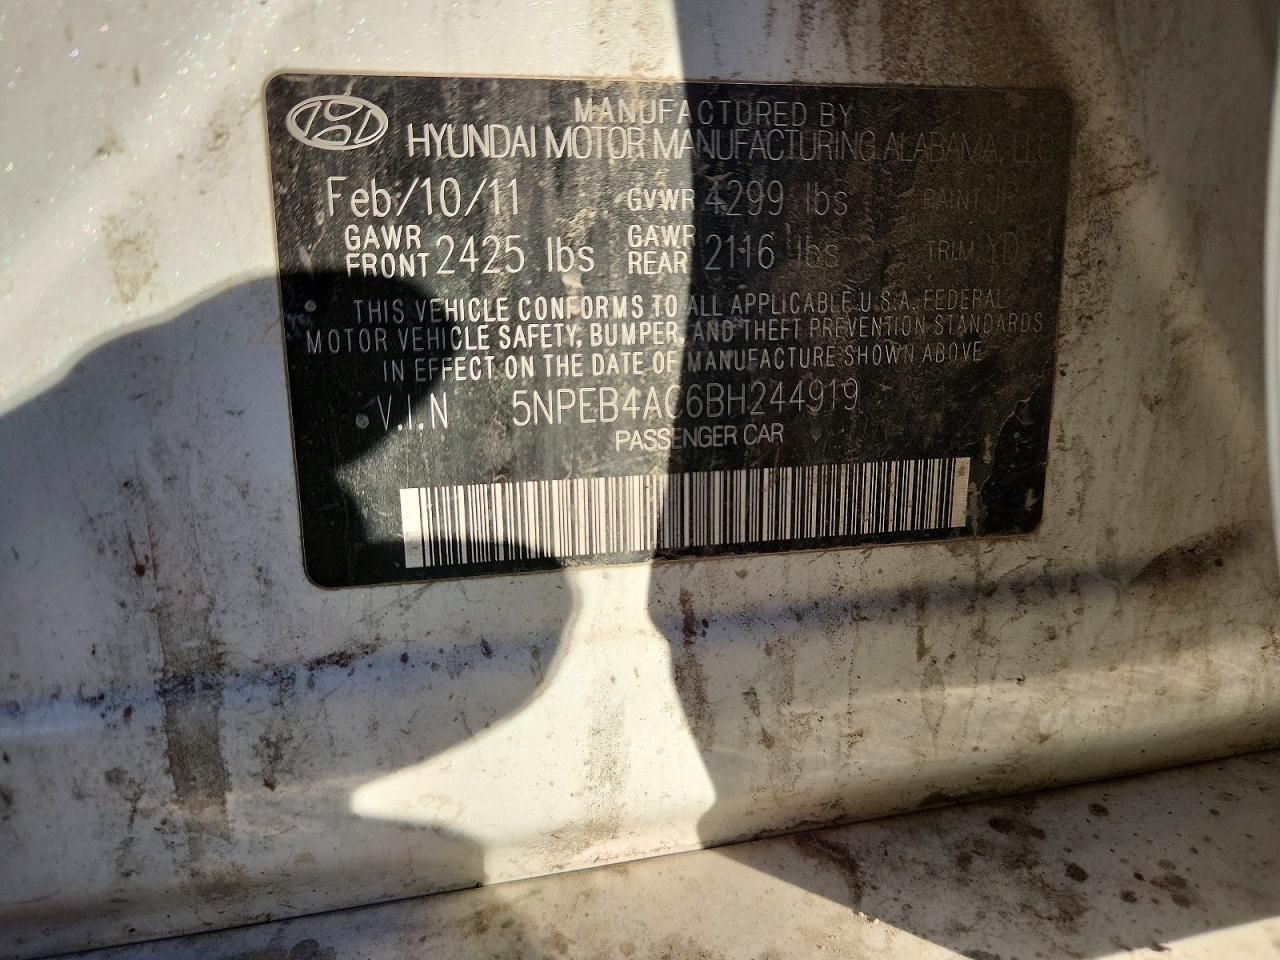 MANUFACTURED BY
HYUNDAI MOTOR MANUFACTURING ALABAMA, LLC
Feb/10/11 GVWR 4299 lbs PAINT UR
GAWR FRONT 2425 lbs GAWR REAR 2116 lbs TRIM YD
THIS VEHICLE CONFORMS TO ALL APPLICABLE U.S.A. FEDERAL
MOTOR VEHICLE SAFETY, BUMPER, AND THEFT PREVENTION STANDARDS
IN EFFECT ON THE DATE OF MANUFACTURE SHOWN ABOVE
V.I.N 5NPEB4AC6BH244919
PASSENGER CAR